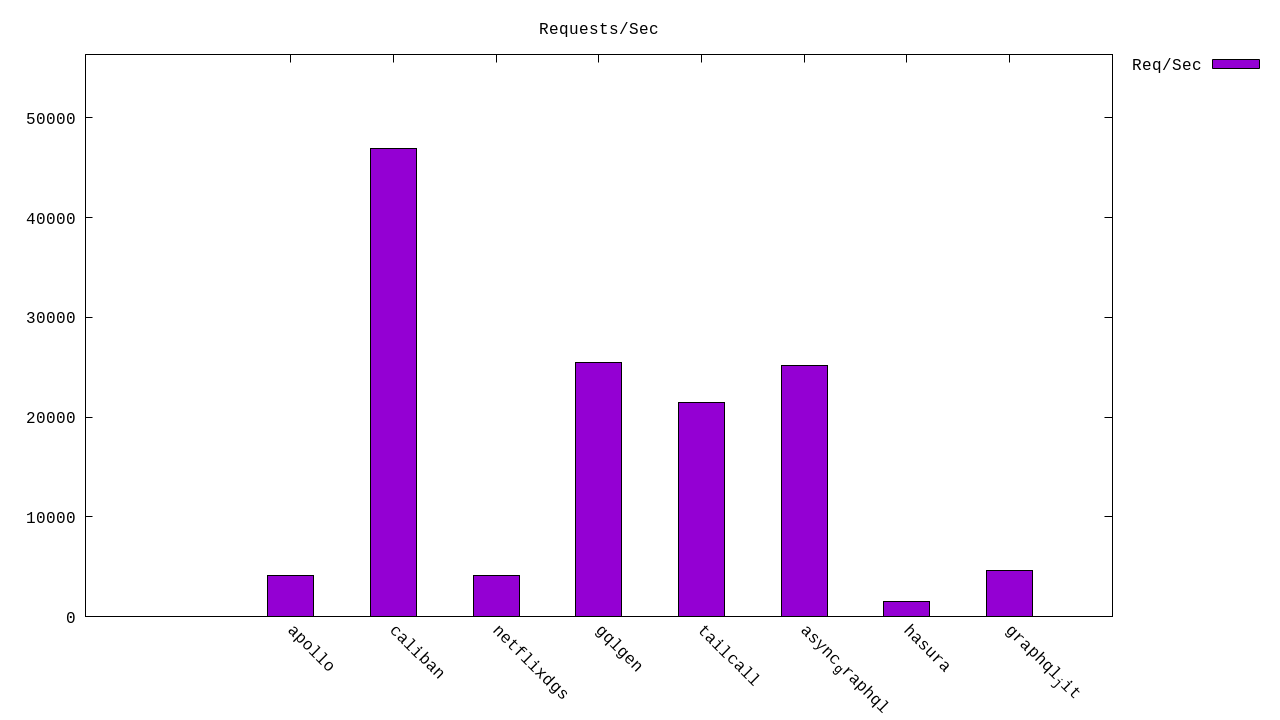 Requests/Sec
Req/Sec
50000
40000
30000
20000
10000
0
apollo
caliban
netflixdgs
gqlgen
tailcall
async_graphql
hasura
graphql_jit